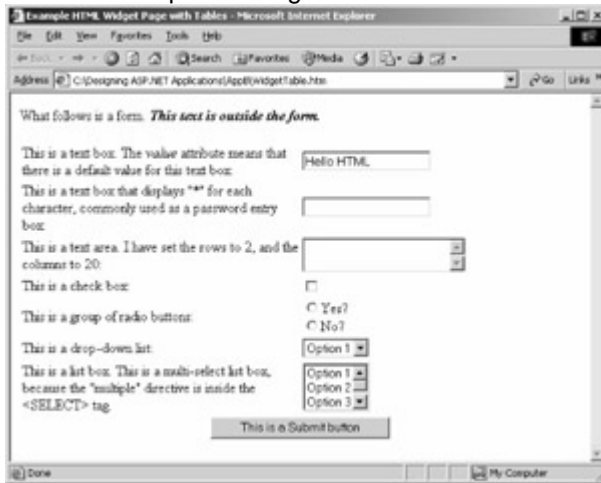 Example HTML Widget Page with Tables - Microsoft Internet Explorer
File Edit View Favorites Tools Help
Back Search Favorites Media
Address C:\Designing ASP.NET Applications\AppB\WidgetTable.htm Go Links
What follows is a form. This text is outside the form.
This is a text box. The value attribute means that
there is a default value for this text box:
Hello HTML
This is a text box that displays "*" for each
character, commonly used as a password entry
box:
This is a text area. I have set the rows to 2, and the
columns to 20:
This is a check box:
This is a group of radio buttons:
Yes?
No?
This is a drop-down list:
Option 1
This is a list box. This is a multi-select list box,
because the "multiple" directive is inside the
<SELECT> tag.
Option 1
Option 2
Option 3
This is a Submit button
Done My Computer